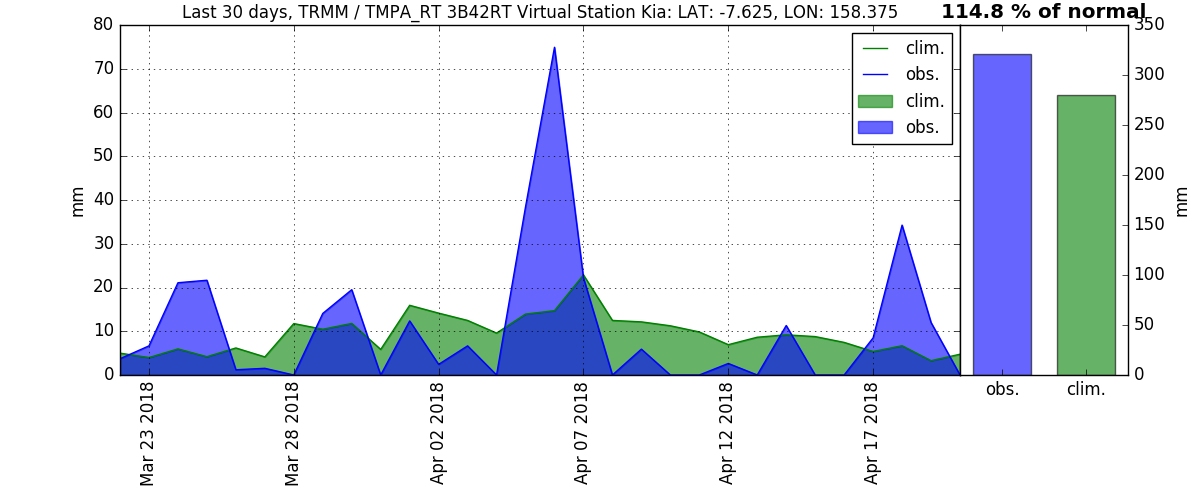 Last 30 days, TRMM / TMPA_RT 3B42RT Virtual Station Kia: LAT: -7.625, LON: 158.375
114.8 % of normal
80
70
60
50
40
30
20
10
0
mm
clim.
obs.
clim.
obs.
350
300
250
200
150
100
50
0
mm
obs.
clim.
Mar 23 2018
Mar 28 2018
Apr 02 2018
Apr 07 2018
Apr 12 2018
Apr 17 2018